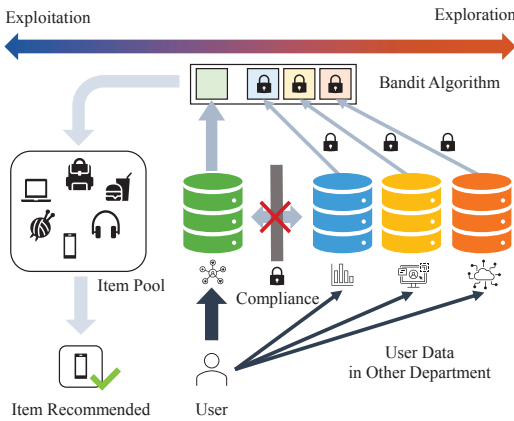 Exploitation
Exploration
Bandit Algorithm
Item Pool
Compliance
User Data
in Other Department
Item Recommended
User